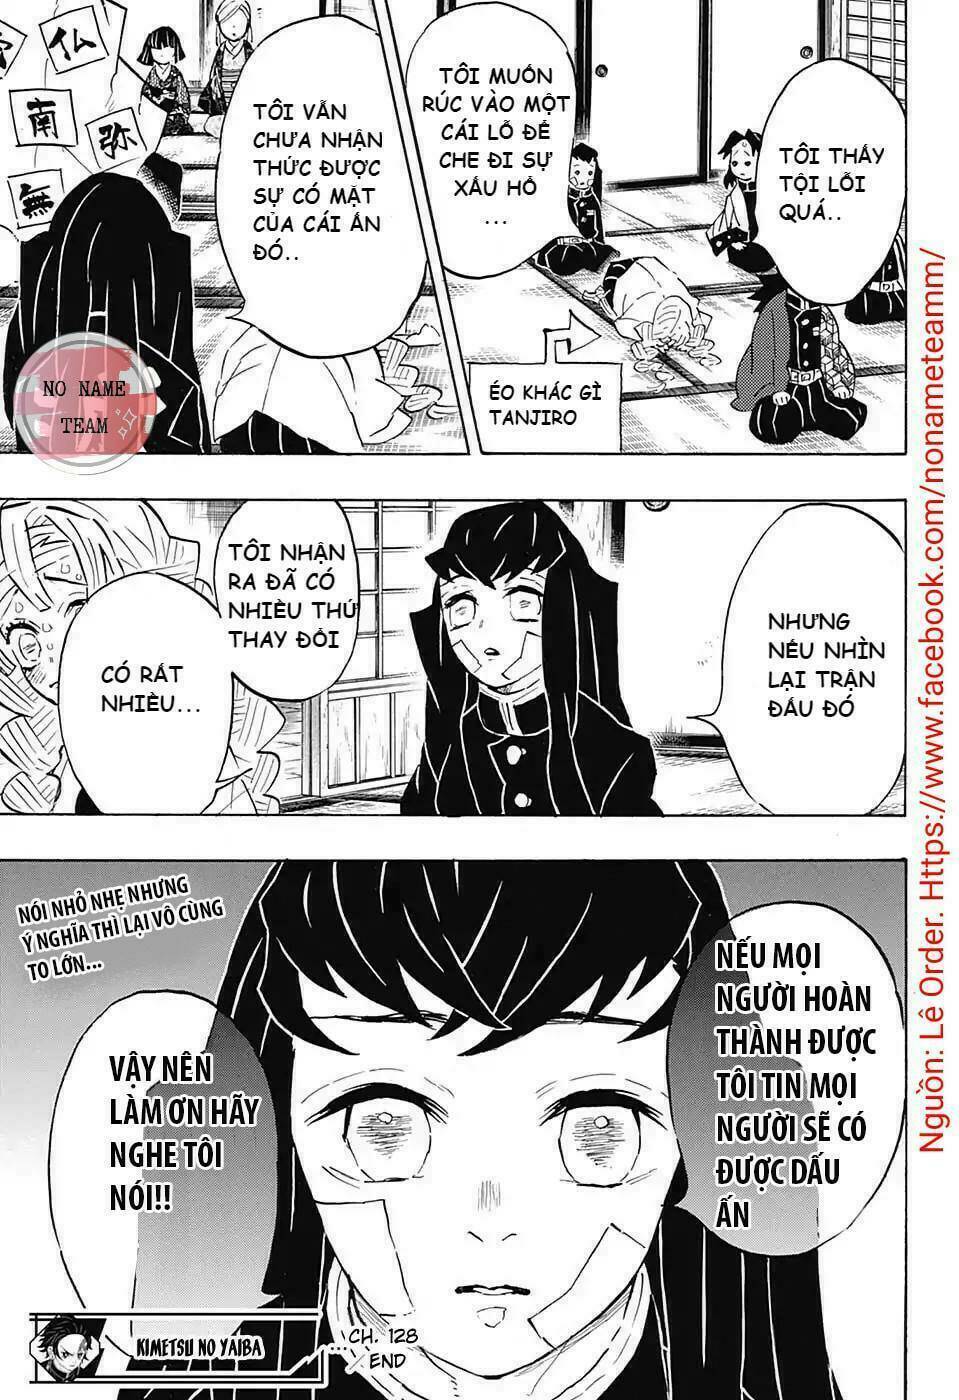 TÔI THẤY
TỘI LỖI
QUÁ..
TÔI MUỐN
RÚC VÀO MỘT
CÁI LỖ ĐỂ
CHE ĐI SỰ
XẤU HỔ
...
ÉO KHÁC GÌ
TANJIRO
TÔI VẪN
CHƯA NHẬN
THỨC ĐƯỢC
SỰ CÓ MẶT
CỦA CÁI ẤN
ĐÓ..
仏
南
弥
無
NO NAME
TEAM
NHƯNG
NẾU NHÌN
LẠI TRẬN
ĐẤU ĐÓ
TÔI NHẬN
RA ĐÃ CÓ
NHIỀU THỨ
THAY ĐỔI
CÓ RẤT
NHIỀU...
NÓI NHỎ NHẸ NHƯNG
Ý NGHĨA THÌ LẠI VÔ CÙNG
TO LỚN...
NẾU MỌI
NGƯỜI HOÀN
THÀNH ĐƯỢC
TÔI TIN MỌI
NGƯỜI SẼ CÓ
ĐƯỢC DẤU
ẤN
VẬY NÊN
LÀM ƠN HÃY
NGHE TÔI
NÓI!!
KIMETSU NO YAIBA
CH. 128
END
Nguồn: Lê Order. Https://www.facebook.com/nonameteamm/